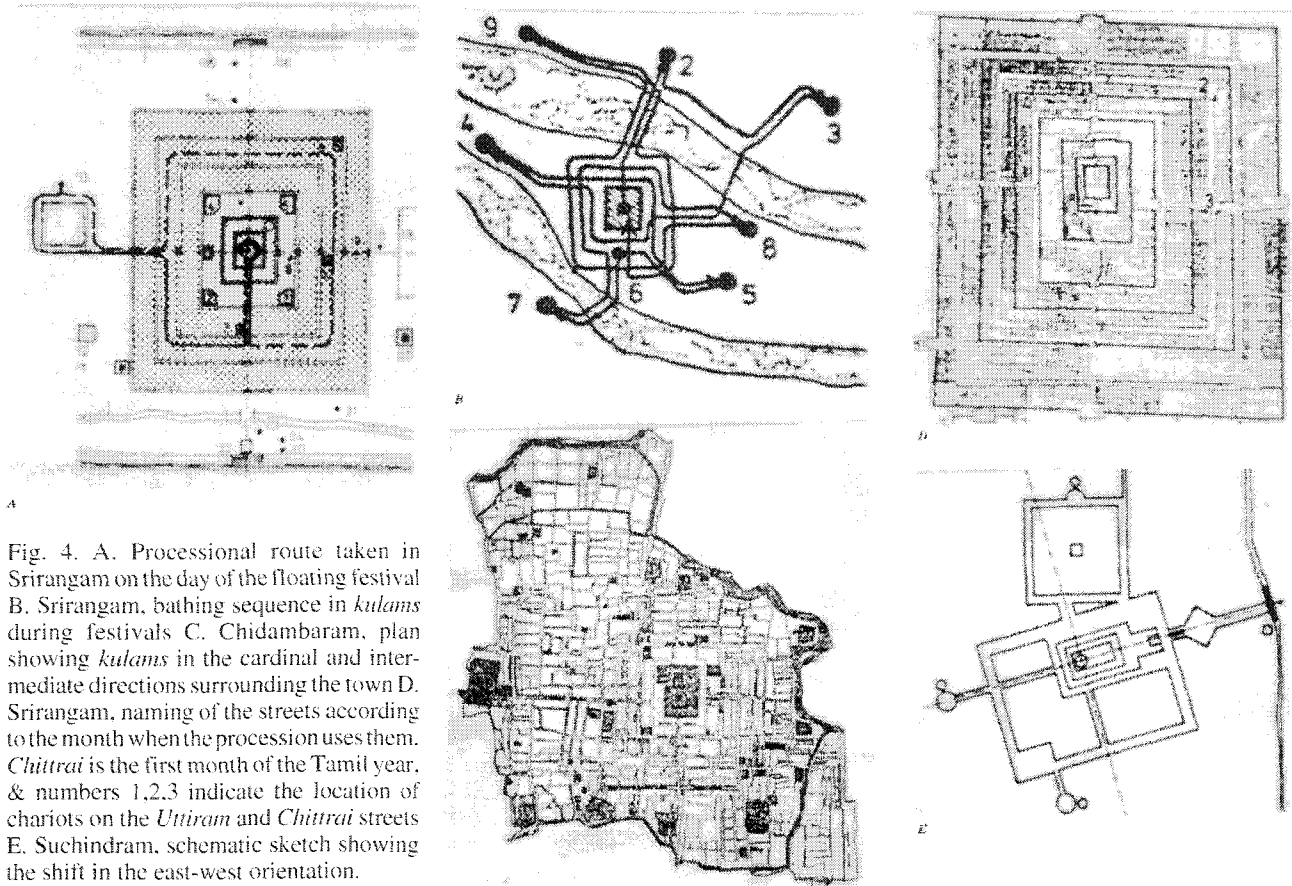 A
Fig. 4. A. Processional route taken in
Srirangam on the day of the floating festival
B. Srirangam, bathing sequence in kulams
during festivals C. Chidambaram, plan
showing kulams in the cardinal and inter-
mediate directions surrounding the town D.
Srirangam, naming of the streets according
to the month when the procession uses them.
Chittrai is the first month of the Tamil year,
& numbers 1,2,3 indicate the location of
chariots on the Uttiram and Chittrai streets
E. Suchindram, schematic sketch showing
the shift in the east-west orientation.
9
2
3
4
8
5
6
7
B
2
3
D
E